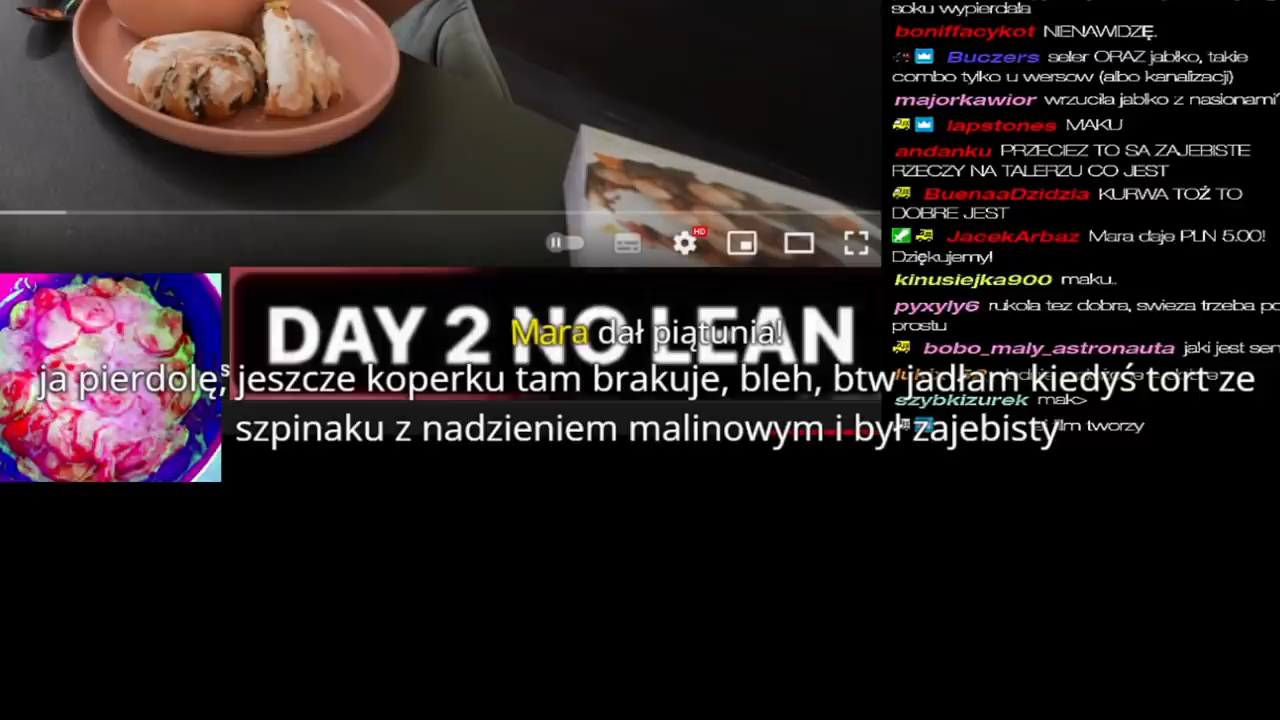 soku wypierdala
boniffacykot NIENAWIDZĘ.
Buczers seler ORAZ jabłko, takie
combo tylko u wersow (albo kanalizacji)
majorkawior wrzuciła jabłko z nasionami?
lapstones MAKU
andanku PRZECIEZ TO SA ZAJEBISTE
RZECZY NA TALERZU CO JEST
BuenaaDzidzia KURWA TOŻ TO
DOBRE JEST
JacekArbaz Mara daje PLN 5.00!
Dziękujemy!
kinusiejka900 maku..
pyxyly6 rukola tez dobra, swieza trzeba po
prostu
bobo_maly_astronauta jaki jest sen
szybkizurek mak>
film tworzy
HD
DAY 2 NO LEAN
Mara dał piątunia!
ja pierdolę, jeszcze koperku tam brakuje, bleh, btw jadłam kiedyś tort ze
szpinaku z nadzieniem malinowym i był zajebisty